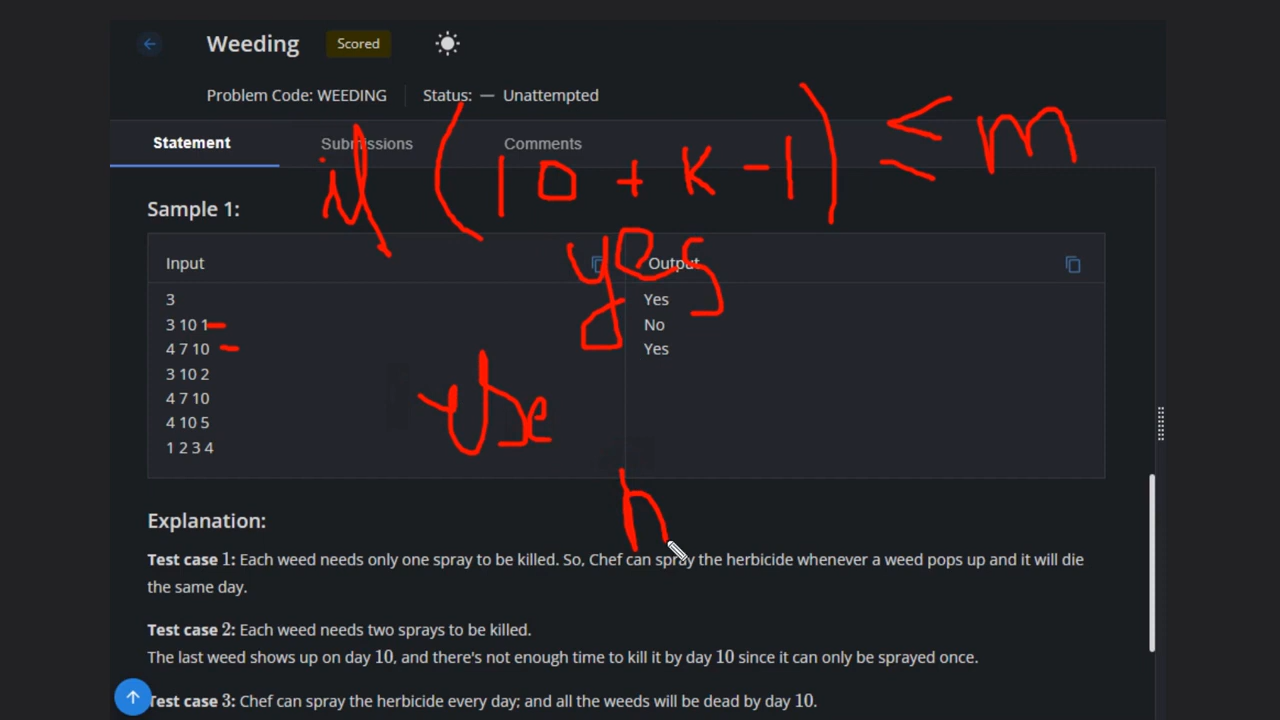 Weeding Scored
Problem Code: WEEDING Status: — Unattempted
Statement Submissions Comments
if (10 + k - 1) ≤ m
Sample 1:
yes
Input Output
3 Yes
3 10 1 No
4 7 10 Yes
3 10 2
4 7 10
4 10 5
1 2 3 4
else
n
Explanation:
Test case 1: Each weed needs only one spray to be killed. So, Chef can spray the herbicide whenever a weed pops up and it will die
the same day.
Test case 2: Each weed needs two sprays to be killed.
The last weed shows up on day 10, and there's not enough time to kill it by day 10 since it can only be sprayed once.
Test case 3: Chef can spray the herbicide every day; and all the weeds will be dead by day 10.